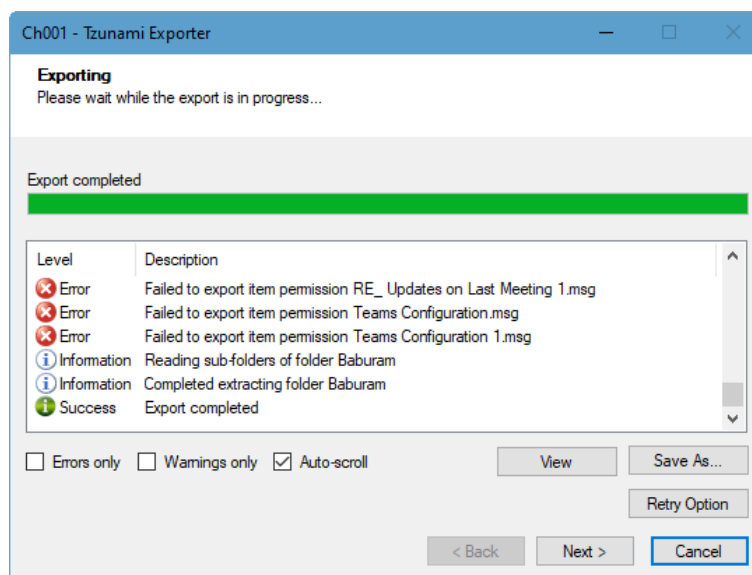 Ch001 - Tzunami Exporter
Exporting
Please wait while the export is in progress...
Export completed
Level Description
Error Failed to export item permission RE_ Updates on Last Meeting 1.msg
Error Failed to export item permission Teams Configuration.msg
Error Failed to export item permission Teams Configuration 1.msg
Information Reading sub-folders of folder Baburam
Information Completed extracting folder Baburam
Success Export completed
Errors only Warnings only Auto-scroll View Save As...
Retry Option
< Back Next > Cancel